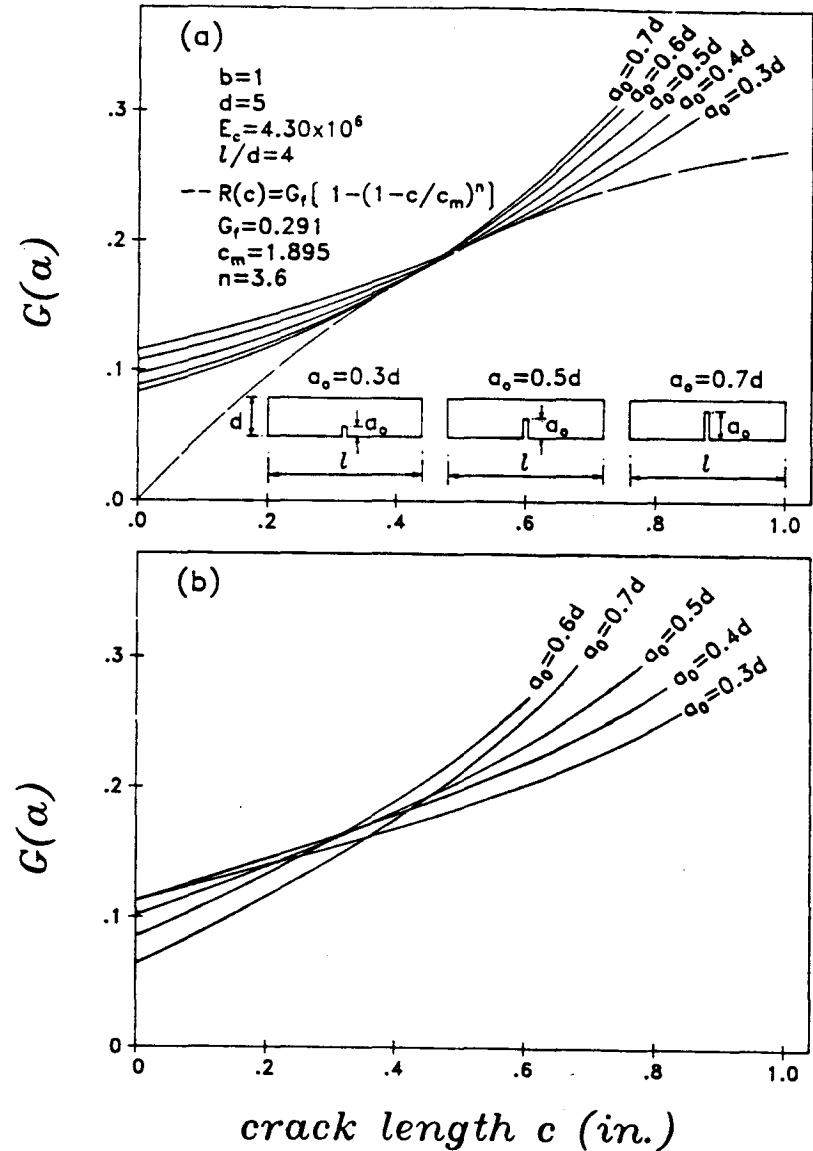 (a)
b=1
d=5
E_c=4.30x10^6
l/d=4
-- R(c)=G_f[ 1-(1-c/c_m)^n]
G_f=0.291
c_m=1.895
n=3.6
a_0=0.7d
a_0=0.6d
a_0=0.5d
a_0=0.4d
a_0=0.3d
G(a)
.3
.2
.1
.0
a_0=0.3d
a_0=0.5d
a_0=0.7d
d
a_0
a_0
a_0
l
l
l
.0
.2
.4
.6
.8
1.0
(b)
a_0=0.6d
a_0=0.7d
a_0=0.5d
a_0=0.4d
a_0=0.3d
G(a)
.3
.2
.1
0
0
.2
.4
.6
.8
1.0
crack length c (in.)